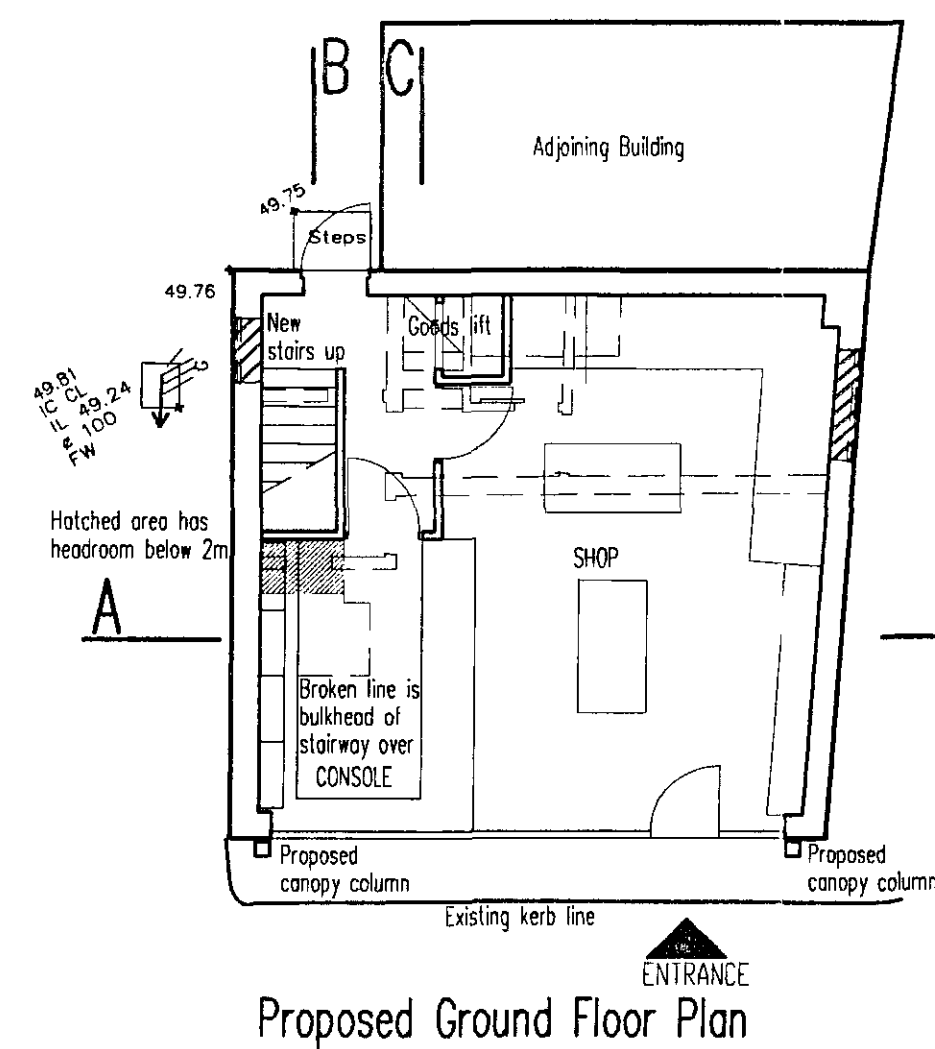 B C
Adjoining Building
49.75
Steps
49.76
New
stairs up
Goods lift
49.81
IC CL
IL 49.24
100
FW
Hatched area has
headroom below 2m
SHOP
A
Broken line is
bulkhead of
stairway over
CONSOLE
Proposed
canopy column
Proposed
canopy column
Existing kerb line
ENTRANCE
Proposed Ground Floor Plan